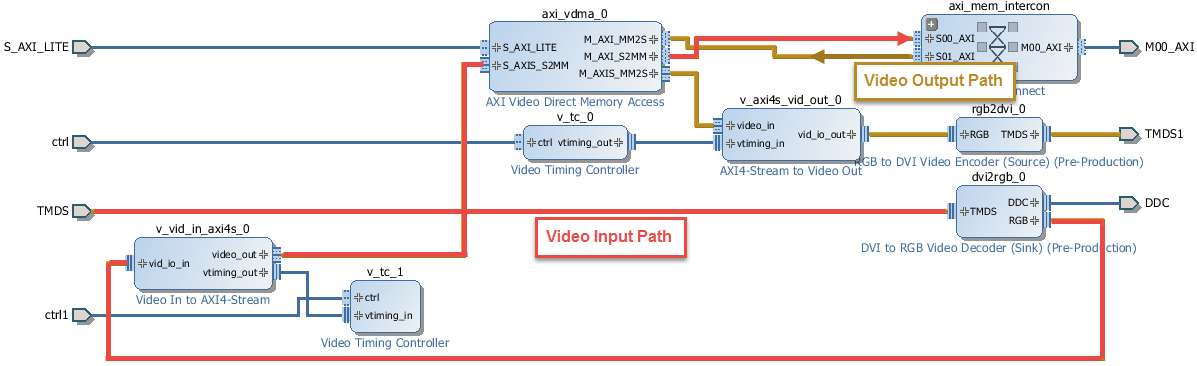 axi_vdma_0
axi_mem_intercon
S_AXI_LITE
S_AXI_LITE
S_AXIS_S2MM
M_AXI_MM2S
M_AXI_S2MM
M_AXIS_MM2S
S00_AXI
S01_AXI
M00_AXI
M00_AXI
Video Output Path
nnect
AXI Video Direct Memory Access
v_tc_0
v_axi4s_vid_out_0
rgb2dvi_0
ctrl
ctrl
vtiming_out
video_in
vtiming_in
vid_io_out
RGB
TMDS
TMDS1
Video Timing Controller
AXI4-Stream to Video Out
RGB to DVI Video Encoder (Source) (Pre-Production)
dvi2rgb_0
TMDS
TMDS
DDC
RGB
DDC
Video Input Path
DVI to RGB Video Decoder (Sink) (Pre-Production)
v_vid_in_axi4s_0
vid_io_in
video_out
vtiming_out
Video In to AXI4-Stream
v_tc_1
ctrl1
ctrl
vtiming_in
Video Timing Controller